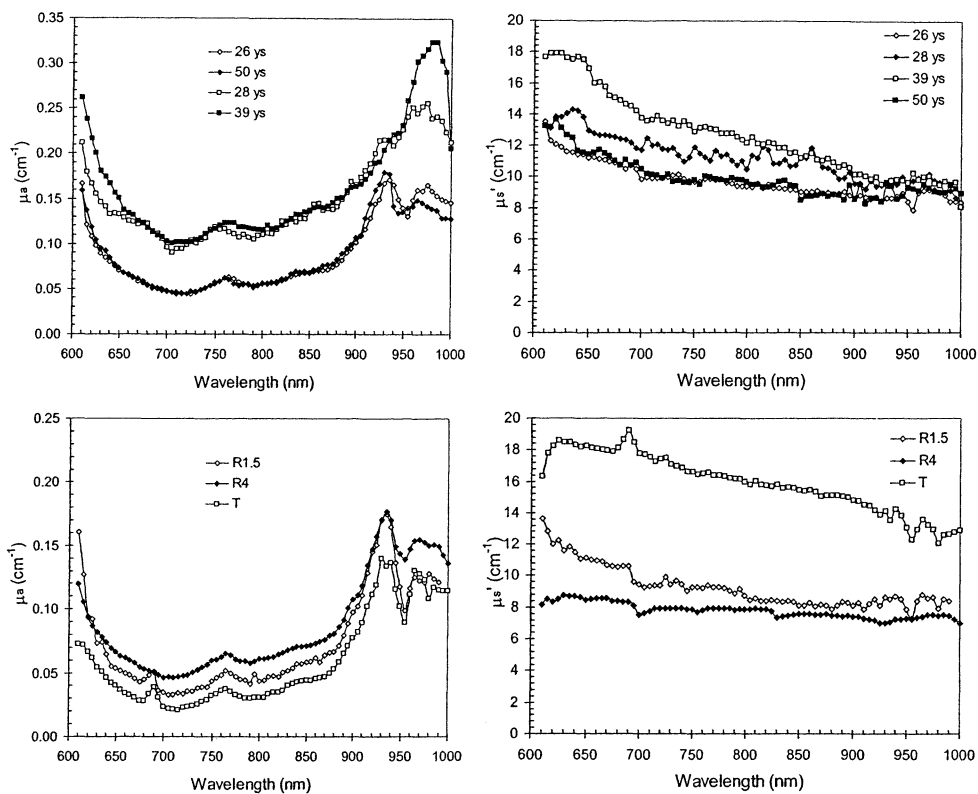 0.35
0.30
0.25
0.20
0.15
0.10
0.05
0.00
μa (cm⁻¹)
26 ys
50 ys
28 ys
39 ys
600 650 700 750 800 850 900 950 1000
Wavelength (nm)
20
18
16
14
12
10
8
6
4
2
0
μs' (cm⁻¹)
26 ys
28 ys
39 ys
50 ys
600 650 700 750 800 850 900 950 1000
Wavelength (nm)
0.25
0.20
0.15
0.10
0.05
0.00
μa (cm⁻¹)
R1.5
R4
T
600 650 700 750 800 850 900 950 1000
Wavelength (nm)
20
18
16
14
12
10
8
6
4
2
0
μs' (cm⁻¹)
R1.5
R4
T
600 650 700 750 800 850 900 950 1000
Wavelength (nm)